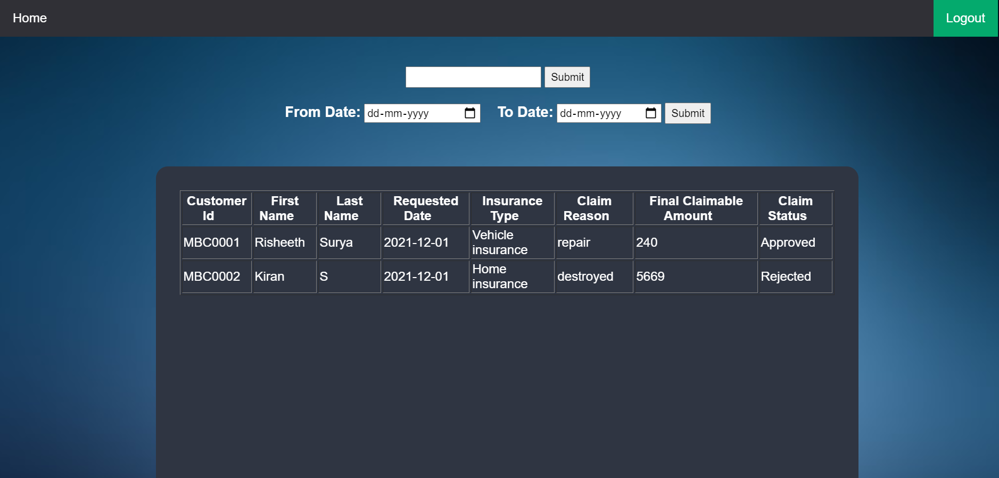 Home Logout
Submit
From Date: dd-mm-yyyy To Date: dd-mm-yyyy Submit
Customer Id First Name Last Name Requested Date Insurance Type Claim Reason Final Claimable Amount Claim Status
MBC0001 Risheeth Surya 2021-12-01 Vehicle insurance repair 240 Approved
MBC0002 Kiran S 2021-12-01 Home insurance destroyed 5669 Rejected